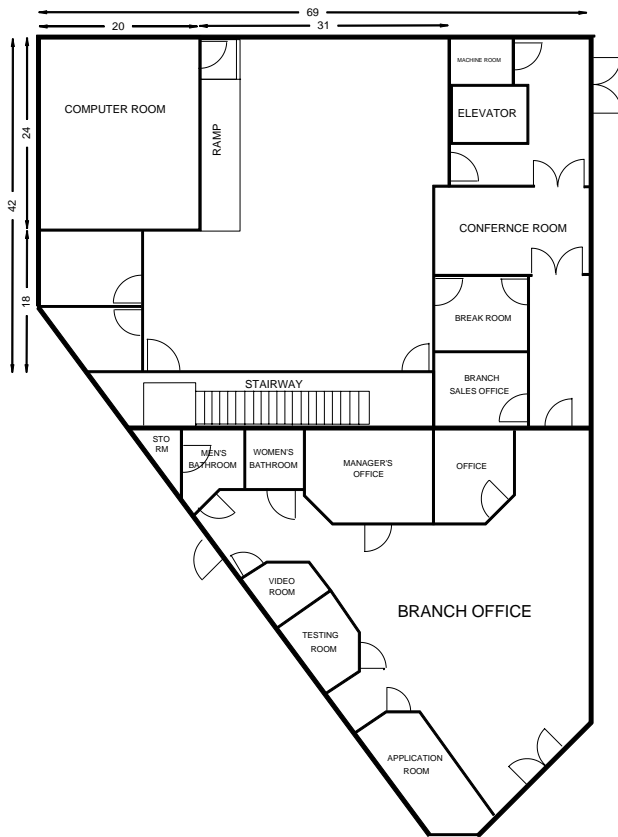 69
20
31
MACHINE ROOM
COMPUTER ROOM
ELEVATOR
24
RAMP
42
CONFERNCE ROOM
18
BREAK ROOM
BRANCH
SALES OFFICE
STAIRWAY
STO
RM
MEN'S
BATHROOM
WOMEN'S
BATHROOM
MANAGER'S
OFFICE
OFFICE
VIDEO
ROOM
BRANCH OFFICE
TESTING
ROOM
APPLICATION
ROOM